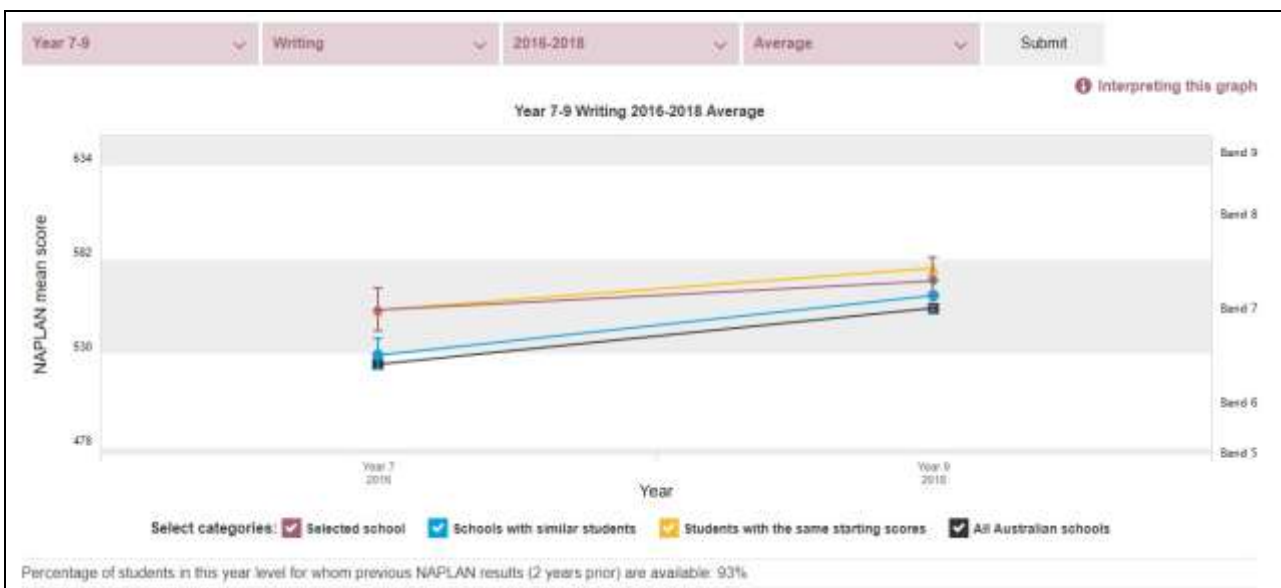 Year 7-9 Writing 2016-2018 Average Submit
Interpreting this graph
Year 7-9 Writing 2016-2018 Average
634 Band 9
Band 8
582
NAPLAN mean score
Band 7
530
Band 6
478
Band 5
Year 7 Year 9
2016 2018
Year
Select categories: Selected school Schools with similar students Students with the same starting scores All Australian schools
Percentage of students in this year level for whom previous NAPLAN results (2 years prior) are available: 93%